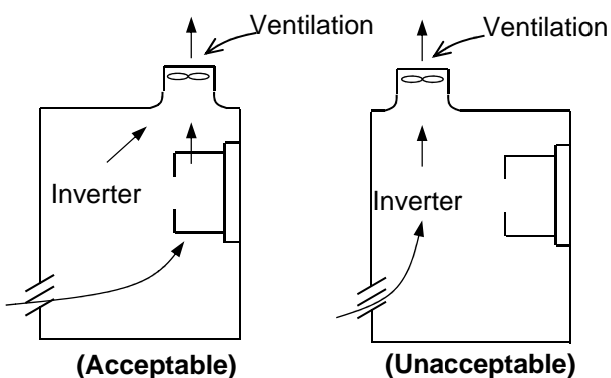 Ventilation
Inverter
(Acceptable)
Ventilation
Inverter
(Unacceptable)